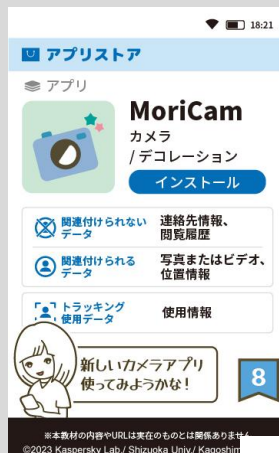 18:21
アプリストア
アプリ
MoriCam
カメラ
/ デコレーション
インストール
関連付けられない
データ
連絡先情報、
閲覧履歴
関連付けられる
データ
写真またはビデオ、
位置情報
トラッキング
使用データ
使用情報
新しいカメラアプリ
使ってみようかな!
8
※本教材の内容やURLは実在のものとは関係ありません
©2023 Kaspersky Lab / Shizuoka Univ / Kagoshim